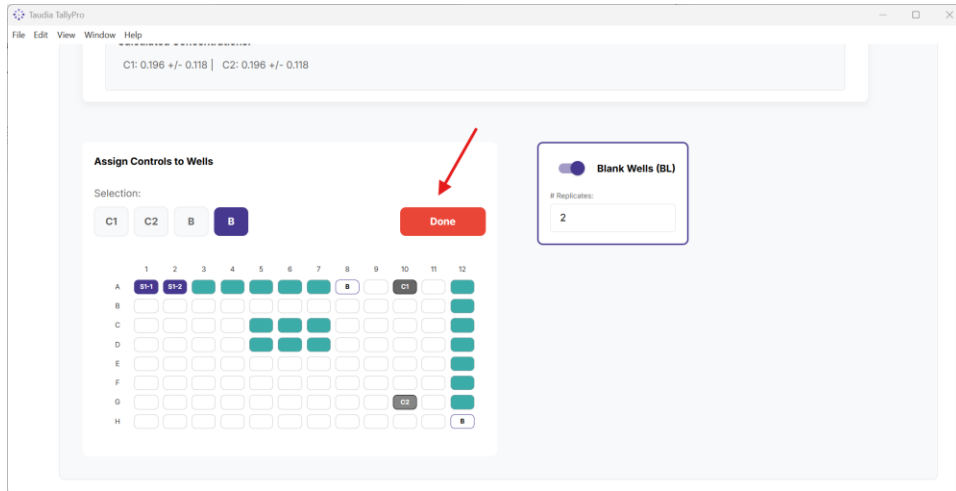 Taudia TallyPro
File Edit View Window Help
C1: 0.196 +/- 0.118 | C2: 0.196 +/- 0.118
Assign Controls to Wells
Selection:
C1 C2 B B
Done
1 2 3 4 5 6 7 8 9 10 11 12
A S1-1 S1-2 B C1
B
C
D
E
F
G C2
H B
Blank Wells (BL)
# Replicates:
2